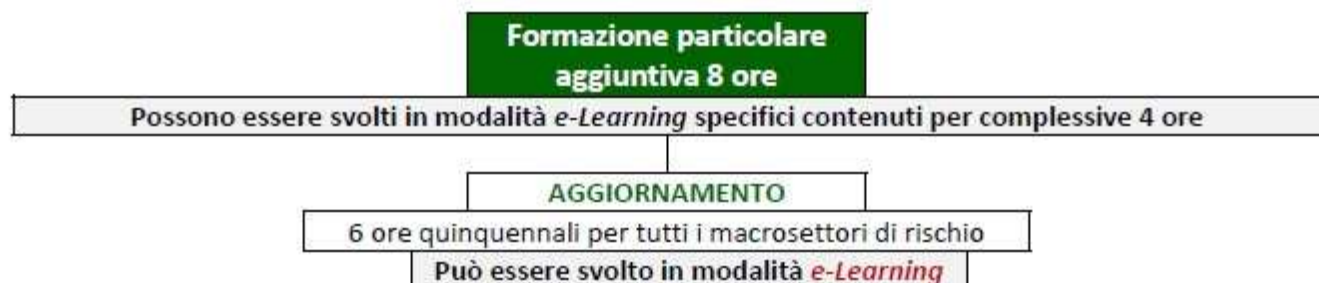 Formazione particolare
aggiuntiva 8 ore
Possono essere svolti in modalità e-Learning specifici contenuti per complessive 4 ore
AGGIORNAMENTO
6 ore quinquennali per tutti i macrosettori di rischio
Può essere svolto in modalità e-Learning